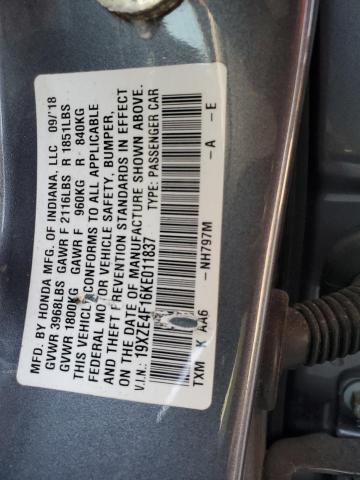 MFD. BY HONDA MFG. OF INDIANA, LLC 09/18
GVWR 3968LBS GAWR F 2116LBS R 1851LBS
GVWR 1800KG GAWR F 960KG R 840KG
THIS VEHICLE CONFORMS TO ALL APPLICABLE
FEDERAL MOTOR VEHICLE SAFETY, BUMPER,
AND THEFT PREVENTION STANDARDS IN EFFECT
ON THE DATE OF MANUFACTURE SHOWN ABOVE.
V.I.N.: 19XZE4F16KE011837 TYPE: PASSENGER CAR
TXM K AA6 -NH797M -A -E